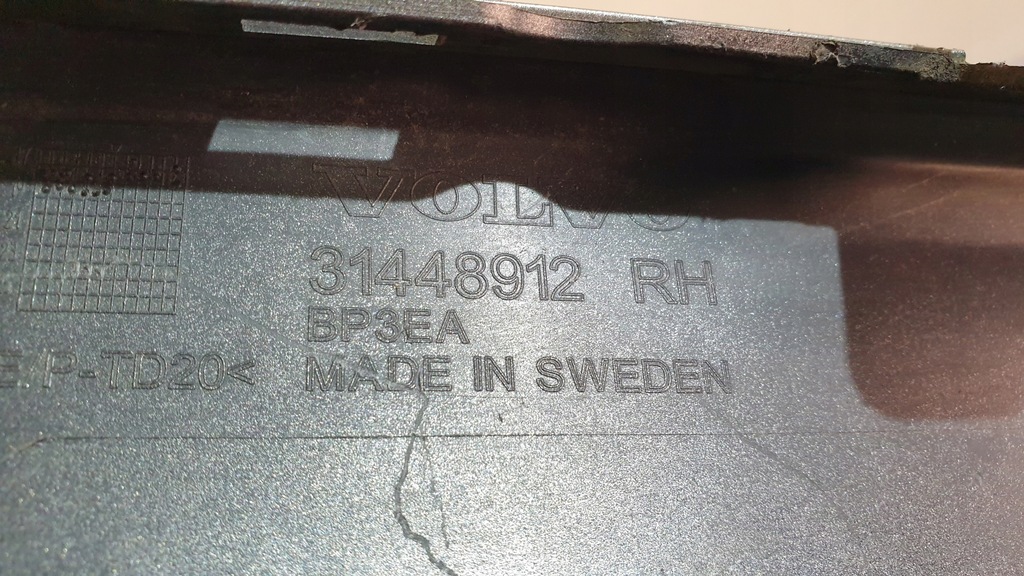 VOLVO
31448912 RH
BP3EA
P-TD20< MADE IN SWEDEN